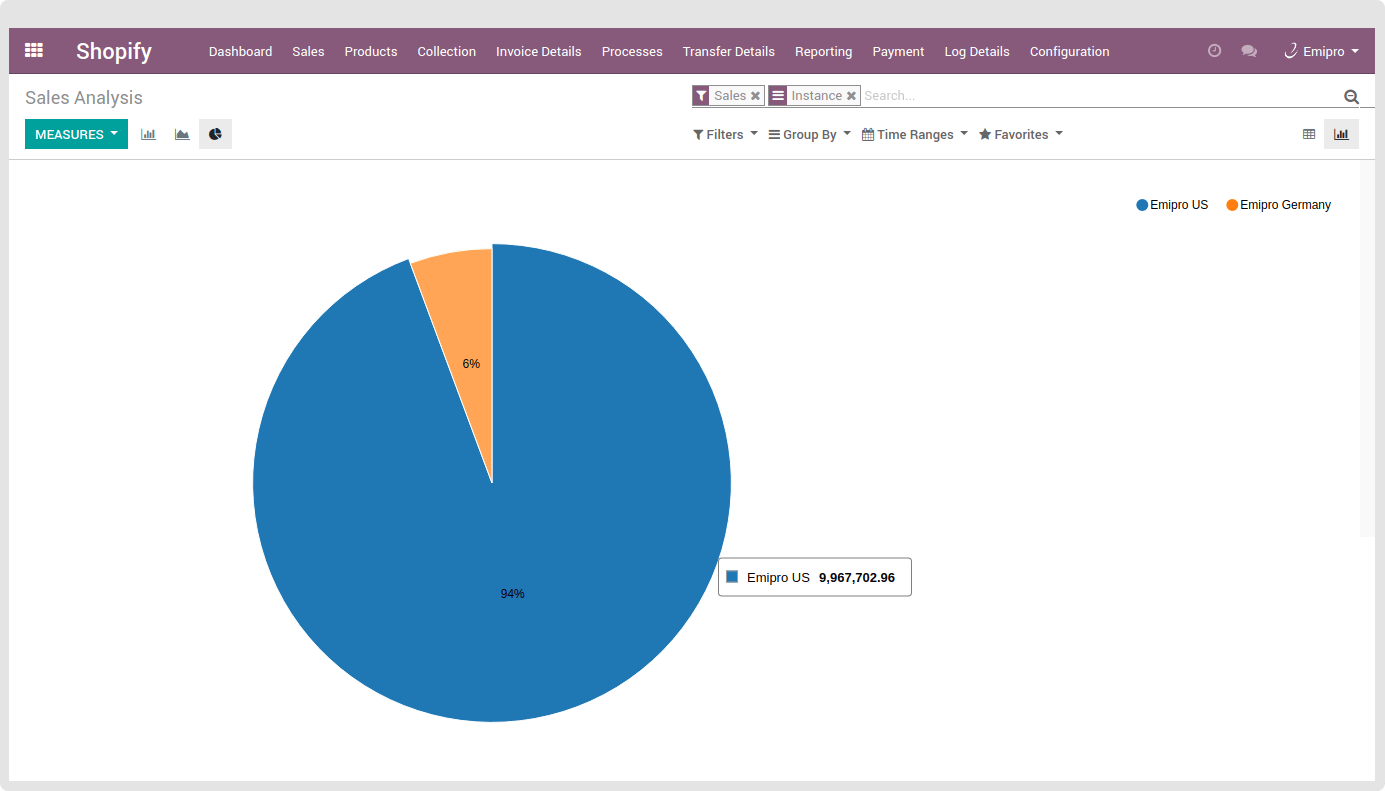 Shopify Dashboard Sales Products Collection Invoice Details Processes Transfer Details Reporting Payment Log Details Configuration Emipro
Sales Analysis
Sales Instance Search...
MEASURES
Filters Group By Time Ranges Favorites
Emipro US Emipro Germany
6%
Emipro US 9,967,702.96
94%